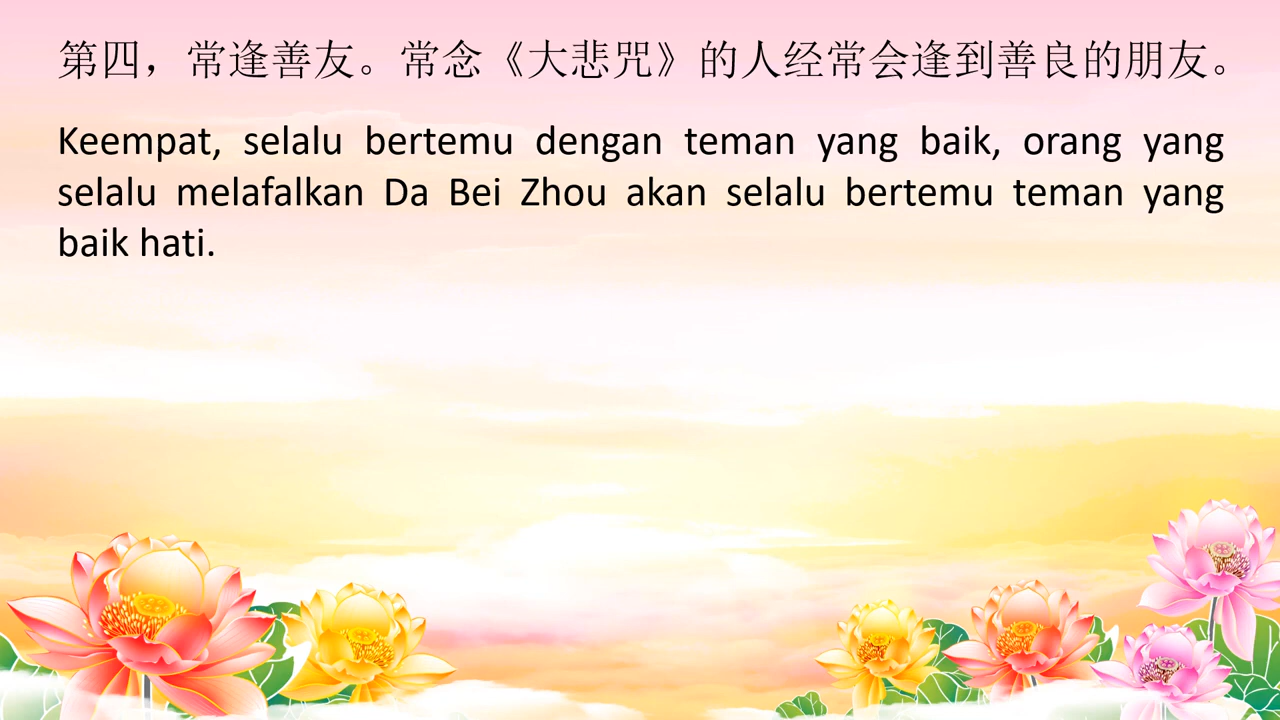 第四，常逢善友。常念《大悲咒》的人经常会逢到善良的朋友。
Keempat, selalu bertemu dengan teman yang baik, orang yang
selalu melafalkan Da Bei Zhou akan selalu bertemu teman yang
baik hati.